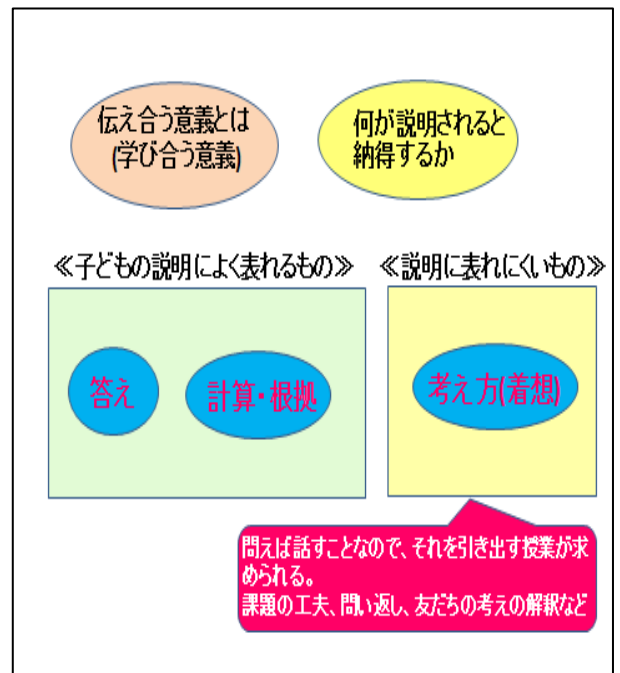 伝え合う意義とは
(学び合う意義)
何が説明されると
納得するか
≪子どもの説明によく表れるもの≫
≪説明に表れにくいもの≫
答え
計算・根拠
考え方(着想)
問えば話すことなので、それを引き出す授業が求
められる。
課題の工夫、問い返し、友だちの考えの解釈など